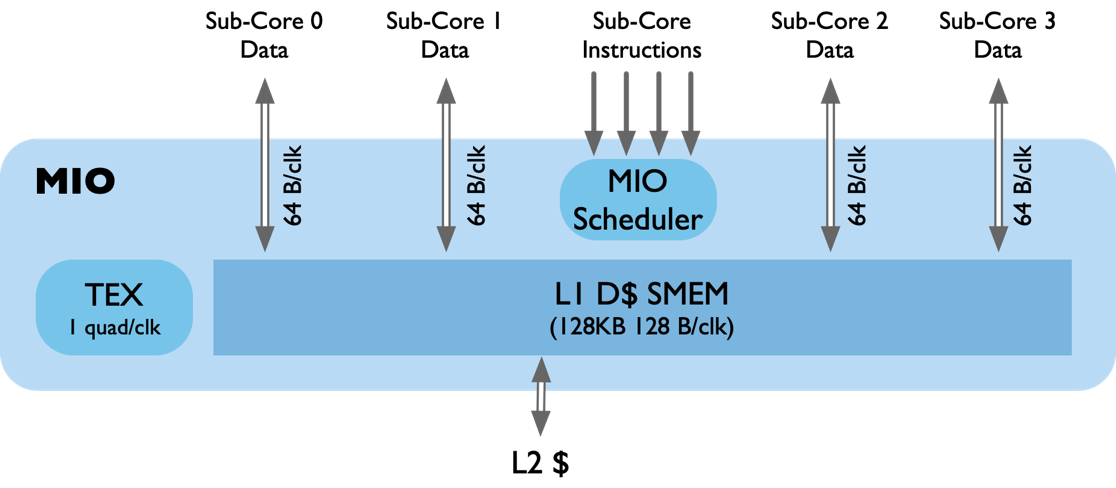 Sub-Core 0
Data
Sub-Core 1
Data
Sub-Core
Instructions
Sub-Core 2
Data
Sub-Core 3
Data
MIO
64 B/clk
64 B/clk
MIO
Scheduler
64 B/clk
64 B/clk
TEX
1 quad/clk
L1 D$ SMEM
(128KB 128 B/clk)
L2 $